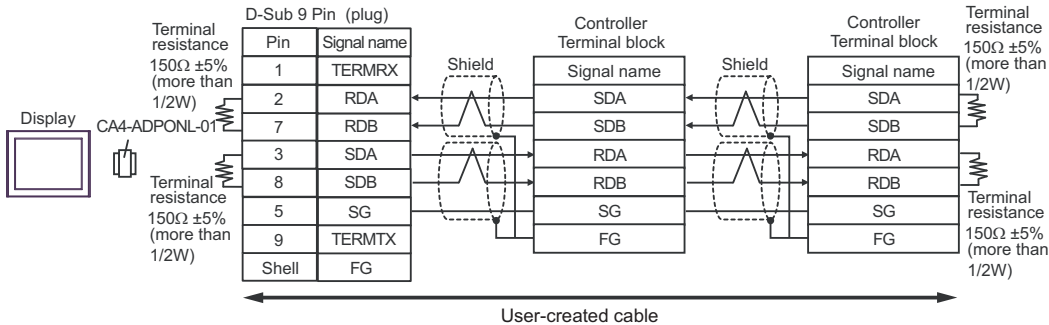 Display
CA4-ADPONL-01
Terminal
resistance
150Ω ±5%
(more than
1/2W)
Terminal
resistance
150Ω ±5%
(more than
1/2W)
D-Sub 9 Pin (plug)
Pin Signal name
1 TERMRX
2 RDA
7 RDB
3 SDA
8 SDB
5 SG
9 TERMTX
Shell FG
Shield
Controller
Terminal block
Signal name
SDA
SDB
RDA
RDB
SG
FG
Shield
Controller
Terminal block
Signal name
SDA
SDB
RDA
RDB
SG
FG
Terminal
resistance
150Ω ±5%
(more than
1/2W)
Terminal
resistance
150Ω ±5%
(more than
1/2W)
User-created cable